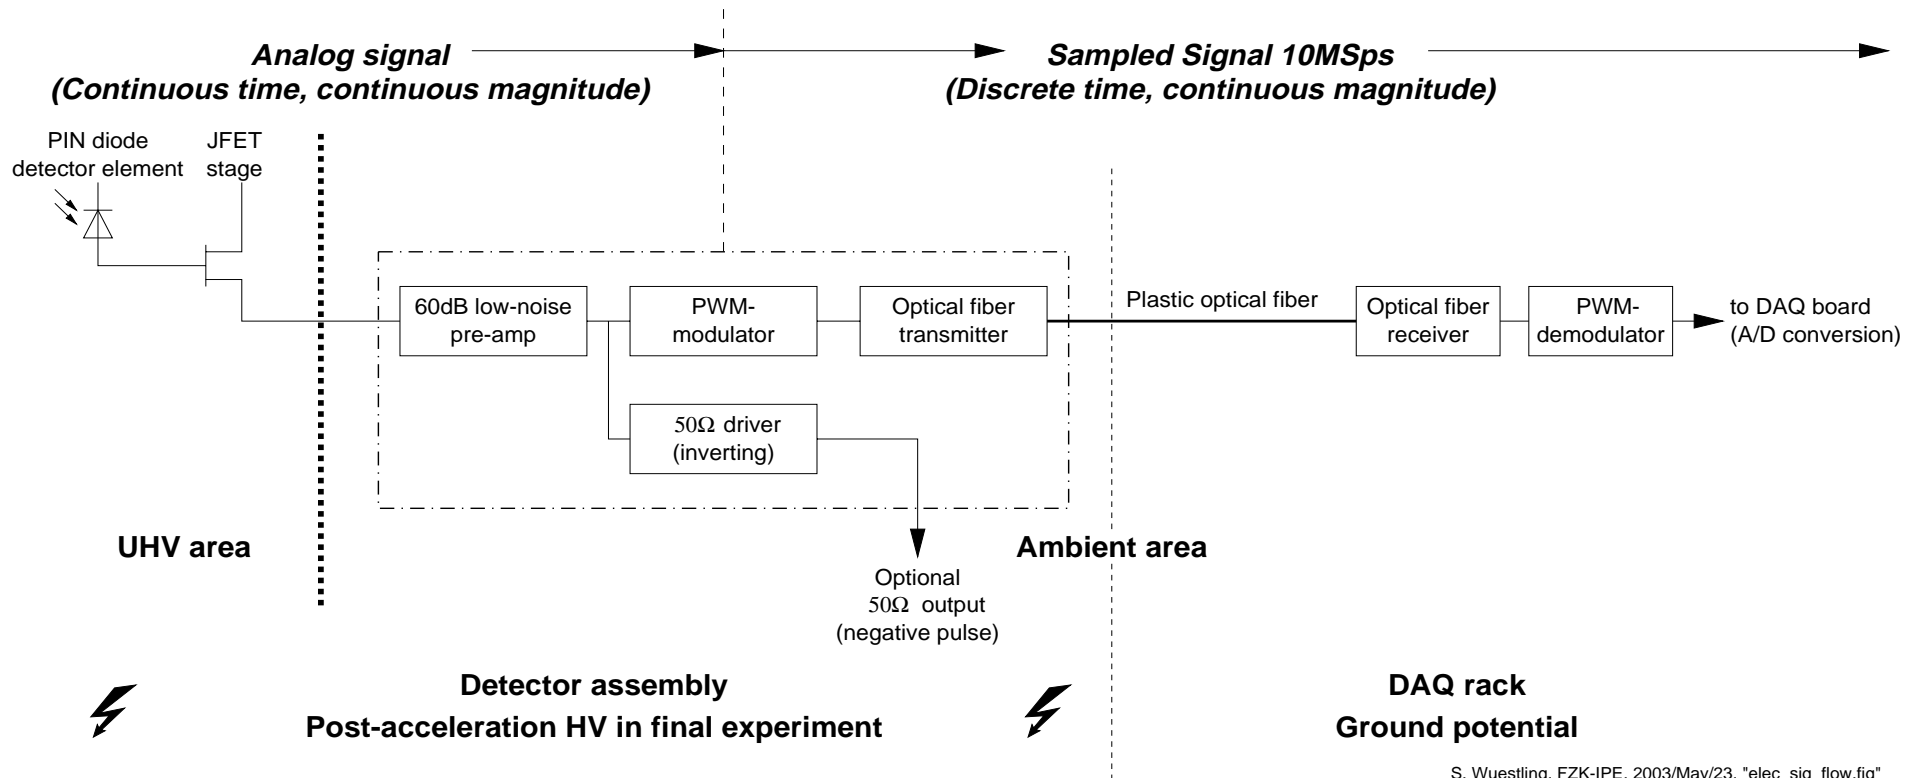 Analog signal
(Continuous time, continuous magnitude)
Sampled Signal 10MSps
(Discrete time, continuous magnitude)
PIN diode
detector element
JFET
stage
60dB low-noise
pre-amp
PWM-
modulator
Optical fiber
transmitter
Plastic optical fiber
Optical fiber
receiver
PWM-
demodulator
to DAQ board
(A/D conversion)
50Ω driver
(inverting)
UHV area
Ambient area
Optional
50Ω output
(negative pulse)
Detector assembly
Post-acceleration HV in final experiment
DAQ rack
Ground potential
S. Wuestling, FZK-IPE, 2003/May/23, "elec_sig_flow.fig"